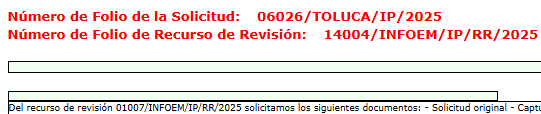 Número de Folio de la Solicitud: 06026/TOLUCA/IP/2025
Número de Folio de Recurso de Revisión: 14004/INFOEM/IP/RR/2025
Del recurso de revisión 01007/INFOEM/IP/RR/2025 solicitamos los siguientes documentos: - Solicitud original - Captu